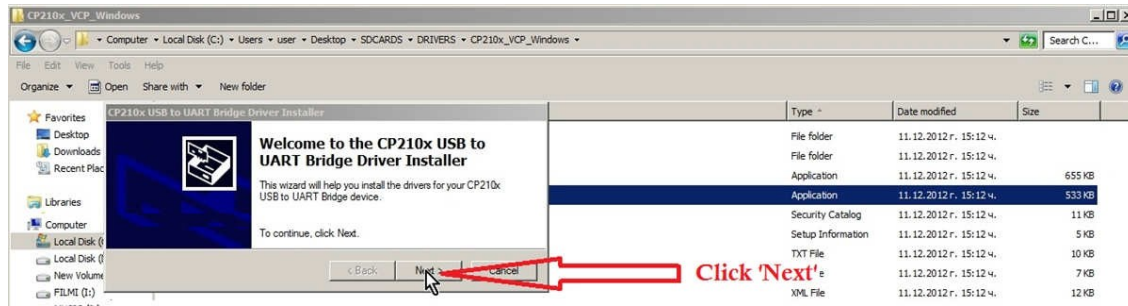 CP210x_VCP_Windows
Computer Local Disk (C:) Users user Desktop SDCARDS DRIVERS CP210x_VCP_Windows
Search C...
File Edit View Tools Help
Organize Open Share with New folder
Favorites
Desktop
Downloads
Recent Plac
Libraries
Computer
Local Disk (
Local Disk (
New Volume
FILMI (I:)
CP210x USB to UART Bridge Driver Installer
Welcome to the CP210x USB to
UART Bridge Driver Installer
This wizard will help you install the drivers for your CP210x
USB to UART Bridge device.
To continue, click Next.
< Back Next > Cancel
Click 'Next'
Type Date modified Size
File folder 11.12.2012 г. 15:12 ч.
File folder 11.12.2012 г. 15:12 ч.
Application 11.12.2012 г. 15:12 ч. 655 KB
Application 11.12.2012 г. 15:12 ч. 533 KB
Security Catalog 11.12.2012 г. 15:12 ч. 11 KB
Setup Information 11.12.2012 г. 15:12 ч. 5 KB
TXT File 11.12.2012 г. 15:12 ч. 10 KB
11.12.2012 г. 15:12 ч. 7 KB
XML File 11.12.2012 г. 15:12 ч. 12 KB